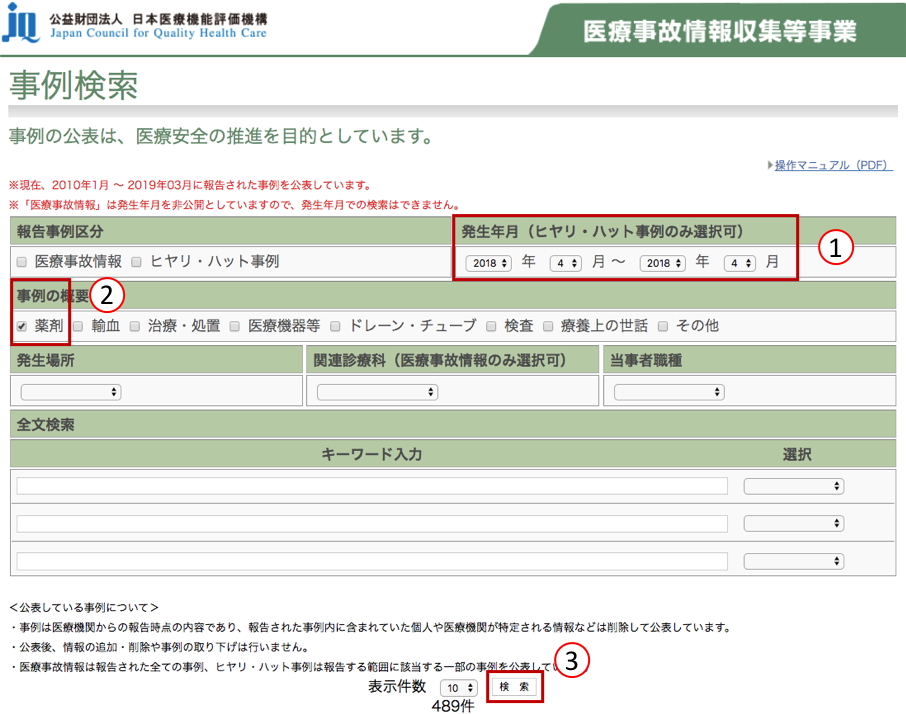 jq 公益財団法人 日本医療機能評価機構
Japan Council for Quality Health Care
医療事故情報収集等事業
事例検索
事例の公表は、医療安全の推進を目的としています。
操作マニュアル（PDF）
※現在、2010年1月 〜 2019年03月に報告された事例を公表しています。
※「医療事故情報」は発生年月を非公開としていますので、発生年月での検索はできません。
報告事例区分 発生年月（ヒヤリ・ハット事例のみ選択可） ①
医療事故情報 ヒヤリ・ハット事例 2018 年 4 月 〜 2018 年 4 月
事例の概要 ②
薬剤 輸血 治療・処置 医療機器等 ドレーン・チューブ 検査 療養上の世話 その他
発生場所 関連診療科（医療事故情報のみ選択可） 当事者職種
全文検索
キーワード入力 選択
＜公表している事例について＞
・事例は医療機関からの報告時点の内容であり、報告された事例内に含まれていた個人や医療機関が特定される情報などは削除して公表しています。
・公表後、情報の追加・削除や事例の取り下げは行いません。
・医療事故情報は報告された全ての事例、ヒヤリ・ハット事例は報告する範囲に該当する一部の事例を公表してい ③
表示件数 10 検 索
489件